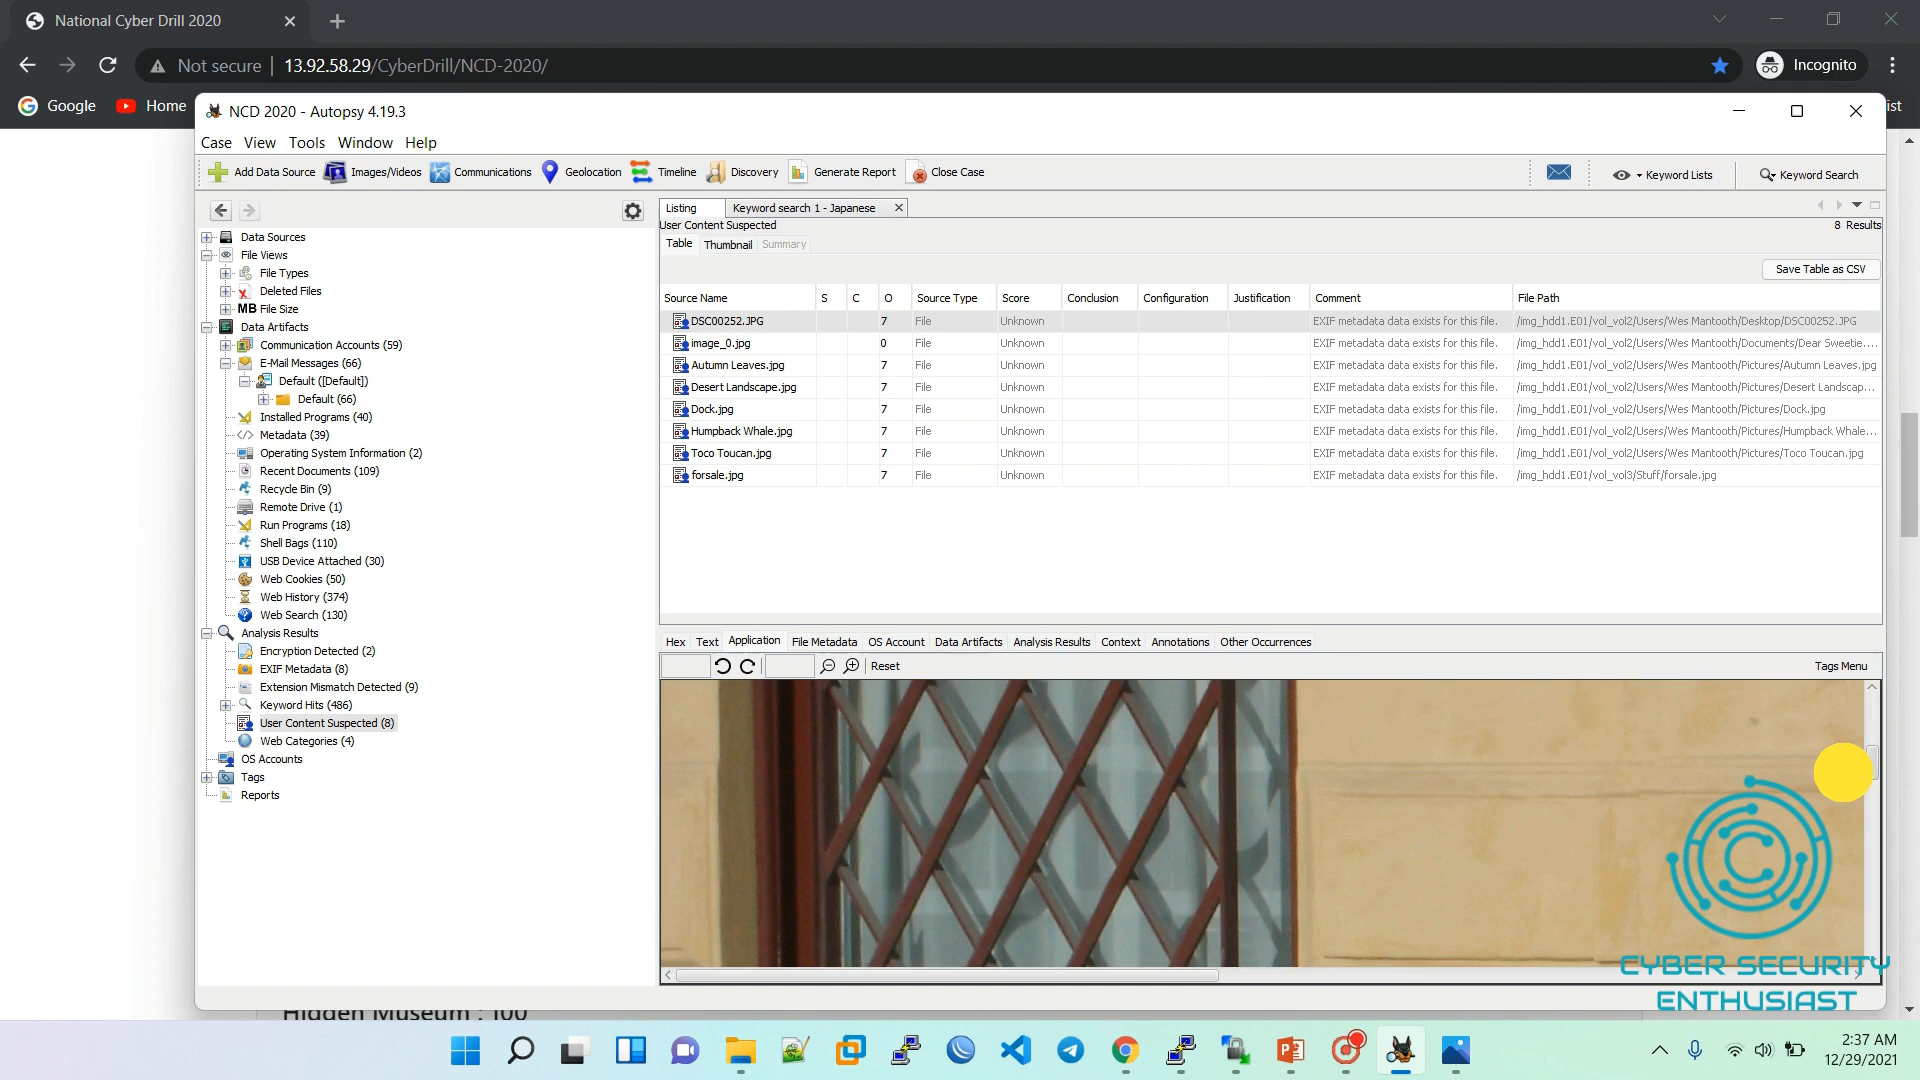 National Cyber Drill 2020
Not secure | 13.92.58.29/CyberDrill/NCD-2020/
Incognito
Google
Home
ist
NCD 2020 - Autopsy 4.19.3
Case View Tools Window Help
Add Data Source Images/Videos Communications Geolocation Timeline Discovery Generate Report Close Case
Keyword Lists Keyword Search
Data Sources
File Views
File Types
Deleted Files
MB File Size
Data Artifacts
Communication Accounts (59)
E-Mail Messages (66)
Default ([Default])
Default (66)
Installed Programs (40)
Metadata (39)
Operating System Information (2)
Recent Documents (109)
Recycle Bin (9)
Remote Drive (1)
Run Programs (18)
Shell Bags (110)
USB Device Attached (30)
Web Cookies (50)
Web History (374)
Web Search (130)
Analysis Results
Encryption Detected (2)
EXIF Metadata (8)
Extension Mismatch Detected (9)
Keyword Hits (486)
User Content Suspected (8)
Web Categories (4)
OS Accounts
Tags
Reports
Listing Keyword search 1 - Japanese
User Content Suspected 8 Results
Table Thumbnail Summary
Save Table as CSV
Source Name S C O Source Type Score Conclusion Configuration Justification Comment File Path
DSC00252.JPG 7 File Unknown EXIF metadata data exists for this file. /img_hdd1.E01/vol_vol2/Users/Wes Mantooth/Desktop/DSC00252.JPG
image_0.jpg 0 File Unknown EXIF metadata data exists for this file. /img_hdd1.E01/vol_vol2/Users/Wes Mantooth/Documents/Dear Sweetie....
Autumn Leaves.jpg 7 File Unknown EXIF metadata data exists for this file. /img_hdd1.E01/vol_vol2/Users/Wes Mantooth/Pictures/Autumn Leaves.jpg
Desert Landscape.jpg 7 File Unknown EXIF metadata data exists for this file. /img_hdd1.E01/vol_vol2/Users/Wes Mantooth/Pictures/Desert Landscap...
Dock.jpg 7 File Unknown EXIF metadata data exists for this file. /img_hdd1.E01/vol_vol2/Users/Wes Mantooth/Pictures/Dock.jpg
Humpback Whale.jpg 7 File Unknown EXIF metadata data exists for this file. /img_hdd1.E01/vol_vol2/Users/Wes Mantooth/Pictures/Humpback Whale...
Toco Toucan.jpg 7 File Unknown EXIF metadata data exists for this file. /img_hdd1.E01/vol_vol2/Users/Wes Mantooth/Pictures/Toco Toucan.jpg
forsale.jpg 7 File Unknown EXIF metadata data exists for this file. /img_hdd1.E01/vol_vol3/Stuff/forsale.jpg
Hex Text Application File Metadata OS Account Data Artifacts Analysis Results Context Annotations Other Occurrences
Reset Tags Menu
CYBER SECURITY
ENTHUSIAST
Hidden Museum : 100
2:37 AM
12/29/2021